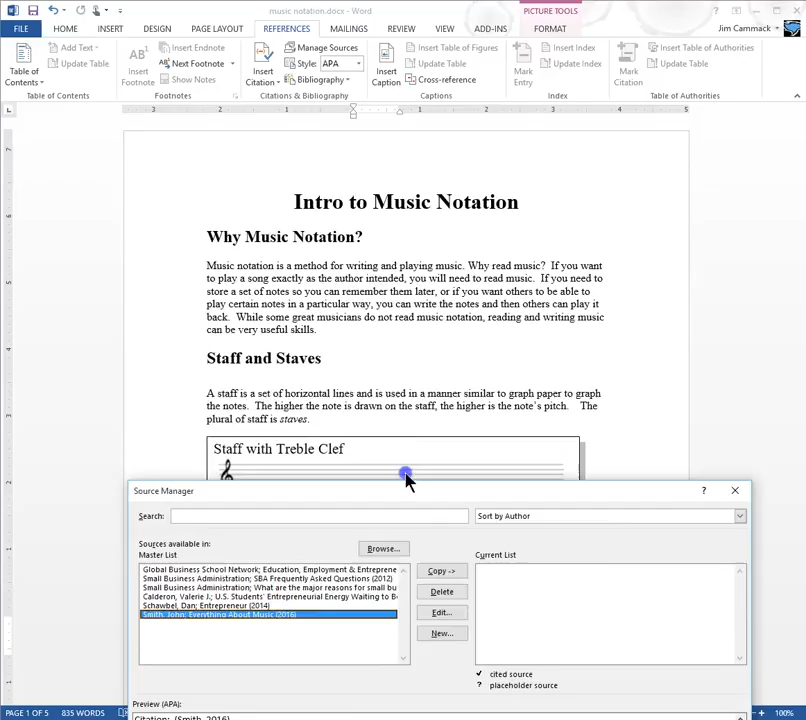 music notation.docx - Word
PICTURE TOOLS
FILE HOME INSERT DESIGN PAGE LAYOUT REFERENCES MAILINGS REVIEW VIEW ADD-INS FORMAT Jim Cammack
Table of Contents
Add Text
Update Table
Table of Contents
AB
Insert Footnote
Insert Endnote
Next Footnote
Show Notes
Footnotes
Insert Citation
Manage Sources
Style: APA
Bibliography
Citations & Bibliography
Insert Caption
Insert Table of Figures
Update Table
Cross-reference
Captions
Mark Entry
Insert Index
Update Index
Index
Mark Citation
Insert Table of Authorities
Update Table
Table of Authorities
3 2 1 1 2 3 4 5
Intro to Music Notation
Why Music Notation?
Music notation is a method for writing and playing music. Why read music? If you want
to play a song exactly as the author intended, you will need to read music. If you need to
store a set of notes so you can remember them later, or if you want others to be able to
play certain notes in a particular way, you can write the notes and then others can play it
back. While some great musicians do not read music notation, reading and writing music
can be very useful skills.
Staff and Staves
A staff is a set of horizontal lines and is used in a manner similar to graph paper to graph
the notes. The higher the note is drawn on the staff, the higher is the note's pitch. The
plural of staff is staves.
Staff with Treble Clef
Source Manager
Search:
Sort by Author
Sources available in:
Master List
Browse...
Current List
Global Business School Network; Education, Employment & Entreprene
Small Business Administration; SBA Frequently Asked Questions (2012)
Small Business Administration; What are the major reasons for small bu
Calderon, Valerie J.; U.S. Students' Entrepreneurial Energy Waiting to B
Schawbel, Dan; Entrepreneur (2014)
Smith, John; Everything About Music (2016)
Copy ->
Delete
Edit...
New...
cited source
? placeholder source
Preview (APA):
Citation: (Smith, 2016)
PAGE 1 OF 5 835 WORDS 100%